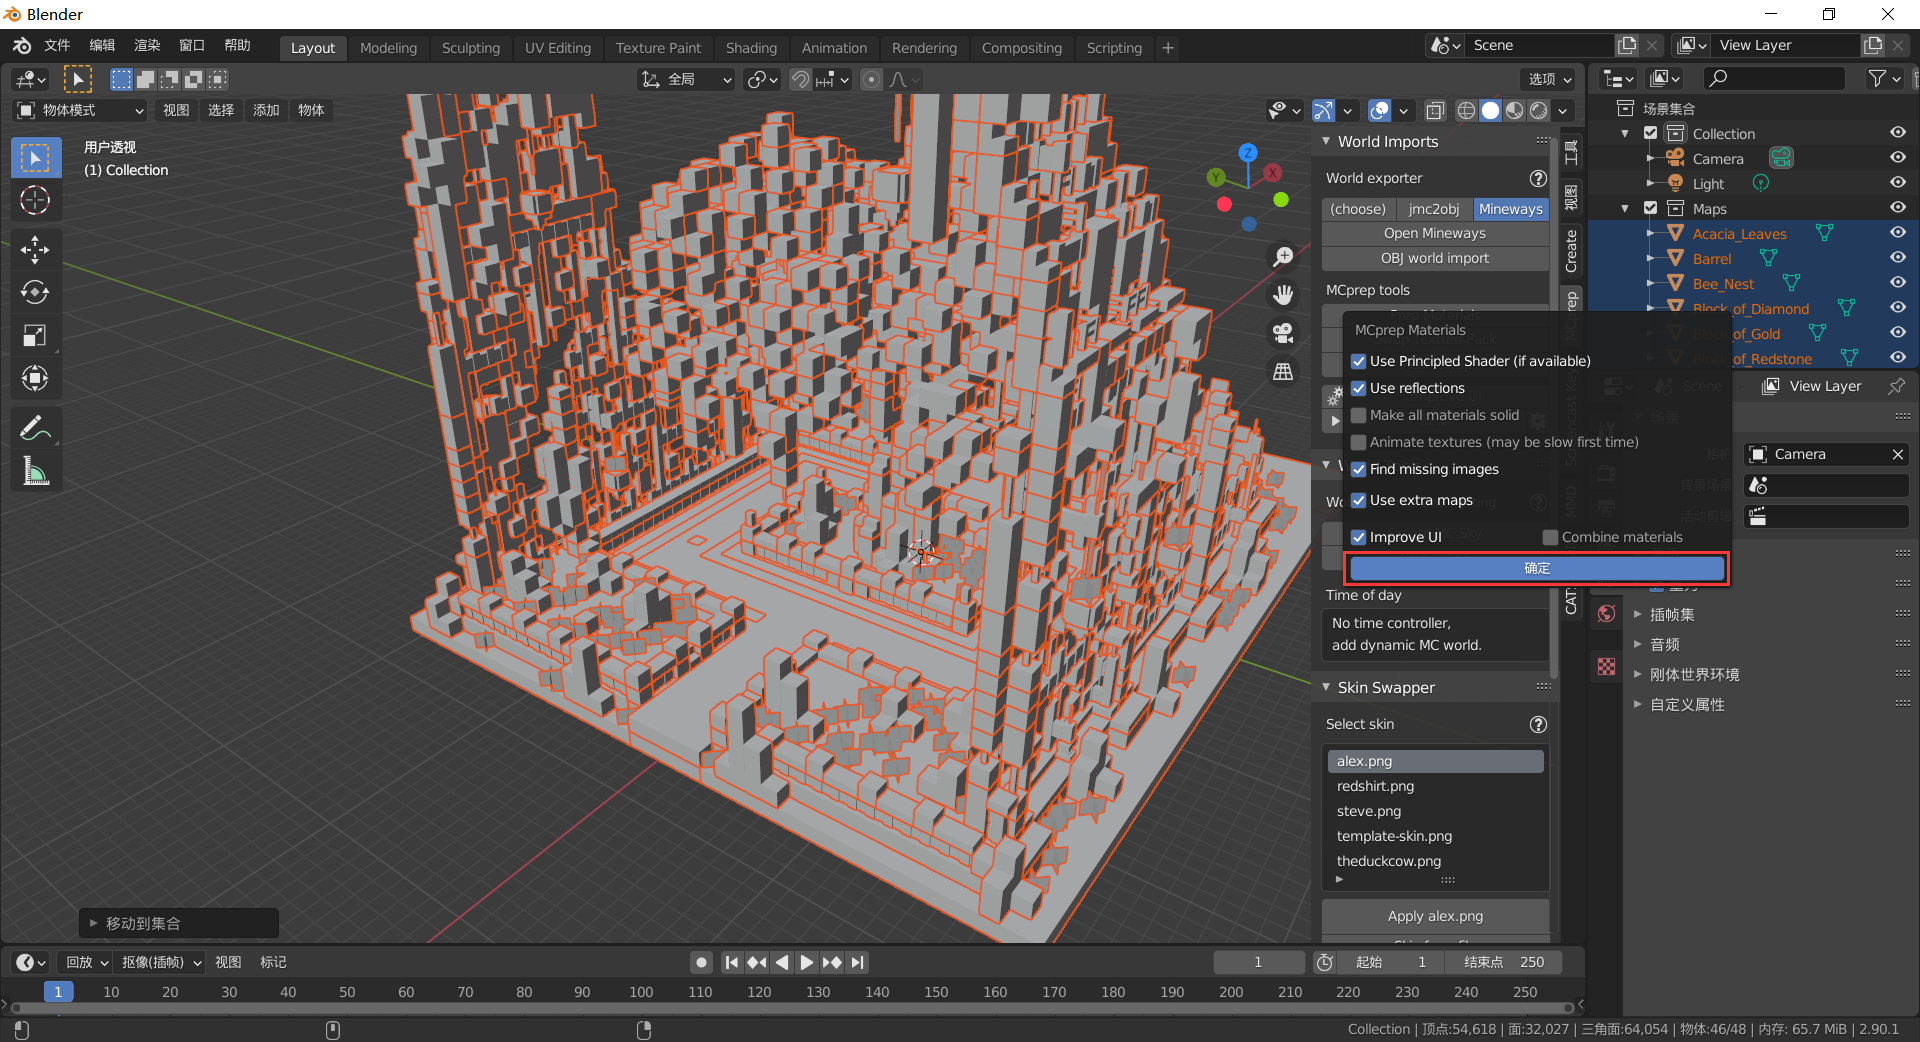 Blender
文件 编辑 渲染 窗口 帮助 Layout Modeling Sculpting UV Editing Texture Paint Shading Animation Rendering Compositing Scripting + Scene View Layer
全局 选项
物体模式 视图 选择 添加 物体
用户透视
(1) Collection
Z
Y
X
World Imports
World exporter
(choose) jmc2obj Mineways
Open Mineways
OBJ world import
MCprep tools
MCprep Materials
Use Principled Shader (if available)
Use reflections
Make all materials solid
Animate textures (may be slow first time)
Find missing images
Use extra maps
Improve UI Combine materials
确定
Time of day
No time controller,
add dynamic MC world.
Skin Swapper
Select skin
alex.png
redshirt.png
steve.png
template-skin.png
theduckcow.png
Apply alex.png
工具
视图
Create
MCprep
CAT
场景集合
Collection
Camera
Light
Maps
Acacia_Leaves
Barrel
Bee_Nest
Block_of_Diamond
of_Gold
of_Redstone
Scene View Layer
Camera
插帧集
音频
刚体世界环境
自定义属性
移动到集合
回放 抠像(插帧) 视图 标记 1 起始 1 结束点 250
1 10 20 30 40 50 60 70 80 90 100 110 120 130 140 150 160 170 180 190 200 210 220 230 240 250
Collection | 顶点:54,618 | 面:32,027 | 三角面:64,054 | 物体:46/48 | 内存: 65.7 MiB | 2.90.1